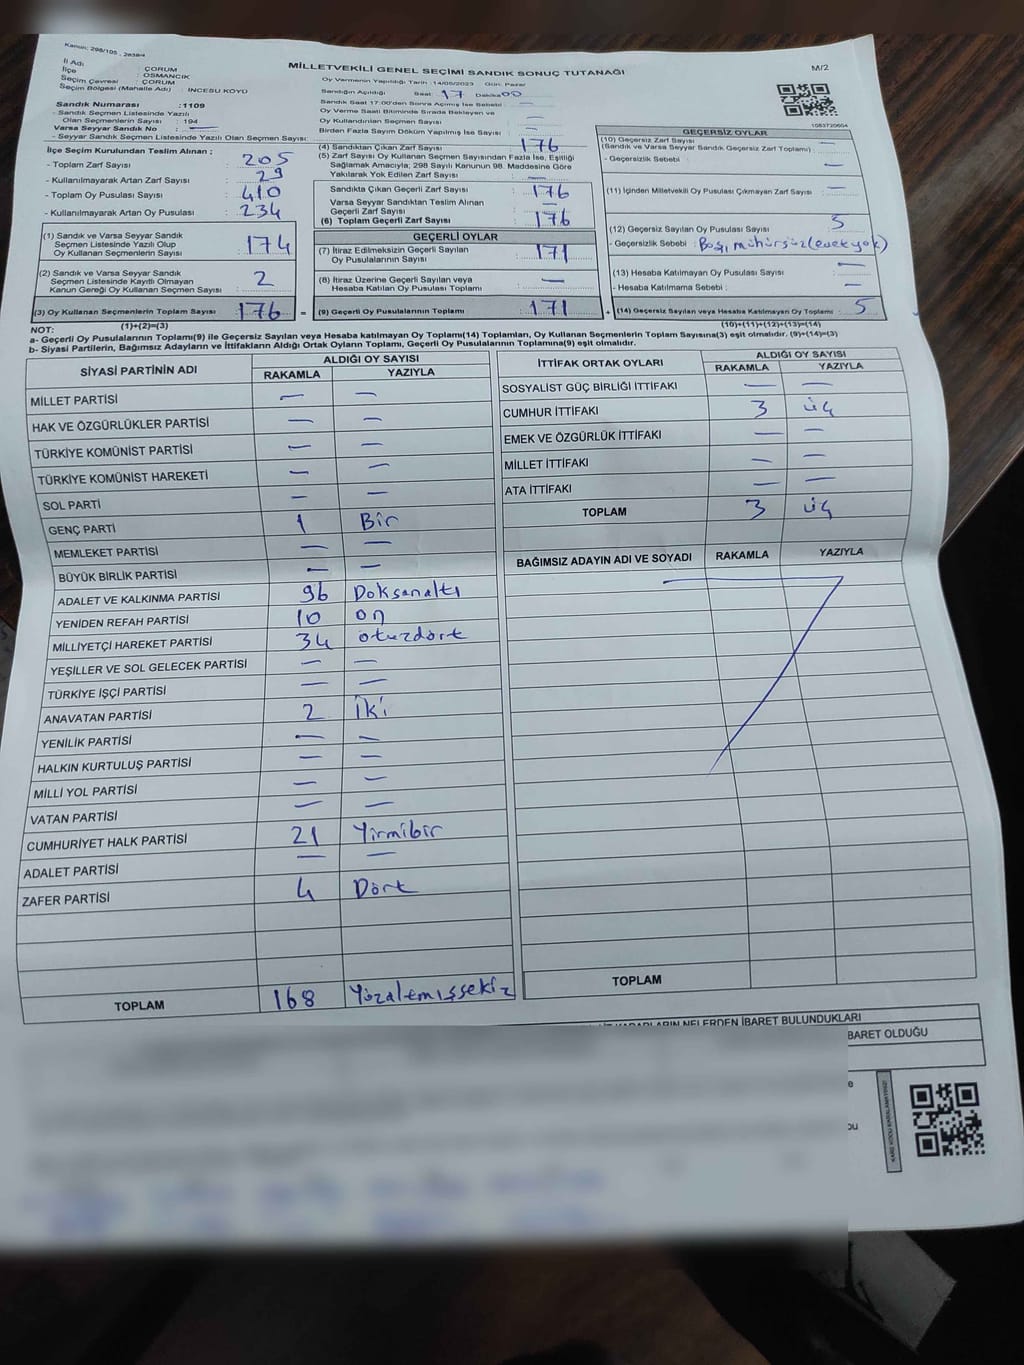 Kanun: 298/105 - 2839/4
MİLLETVEKİLİ GENEL SEÇİMİ SANDIK SONUÇ TUTANAĞI
M/2
İl Adı : ÇORUM
İlçe : OSMANCIK
Seçim Çevresi : ÇORUM
Seçim Bölgesi (Mahalle Adı) : İNCESU KÖYÜ
Sandık Numarası : 1109
- Sandık Seçmen Listesinde Yazılı
Olan Seçmenlerin Sayısı : 194
Varsa Seyyar Sandık No : —
- Seyyar Sandık Listesinde Yazılı Olan Seçmen Sayısı:
İlçe Seçim Kurulundan Teslim Alınan ;
- Toplam Zarf Sayısı : 205
- Kullanılmayarak Artan Zarf Sayısı : 29
- Toplam Oy Pusulası Sayısı : 410
- Kullanılmayarak Artan Oy Pusulası : 234
(1) Sandık ve Varsa Seyyar Sandık
Seçmen Listesinde Yazılı Olup
Oy Kullanan Seçmenlerin Sayısı : 174
(2) Sandık ve Varsa Seyyar Sandık
Seçmen Listesinde Kayıtlı Olmayan
Kanun Gereği Oy Kullanan Seçmen Sayısı : 2
(3) Oy Kullanan Seçmenlerin Toplam Sayısı : 176
(1)+(2)=(3)
Oy Vermenin Yapıldığı Tarih : 14/05/2023 Gün: Pazar
Sandığın Açıldığı Saat: 17 Dakika 00
Sandık Saat 17:00'den Sonra Açılmış İse Sebebi : —
Oy Verme Saati Bitiminde Sırada Bekleyen ve
Oy Kullandırılan Seçmen Sayısı : —
Birden Fazla Sayım Döküm Yapılmış İse Sayısı : —
(4) Sandıktan Çıkan Zarf Sayısı : 176
(5) Zarf Sayısı Oy Kullanan Seçmen Sayısından Fazla İse, Eşitliği
Sağlamak Amacıyla; 298 Sayılı Kanunun 98. Maddesine Göre
Yakılarak Yok Edilen Zarf Sayısı : —
Sandıkta Çıkan Geçerli Zarf Sayısı : 176
Varsa Seyyar Sandıktan Teslim Alınan
Geçerli Zarf Sayısı : —
(6) Toplam Geçerli Zarf Sayısı : 176
GEÇERLİ OYLAR
(7) İtiraz Edilmeksizin Geçerli Sayılan
Oy Pusulalarının Sayısı : 171
(8) İtiraz Üzerine Geçerli Sayılan veya
Hesaba Katılan Oy Pusulası Toplamı : —
= (9) Geçerli Oy Pusulalarının Toplamı : 171
1083720604
GEÇERSİZ OYLAR
(10) Geçersiz Zarf Sayısı
(Sandık ve Varsa Seyyar Sandık Geçersiz Zarf Toplamı) : —
- Geçersizlik Sebebi : —
(11) İçinden Milletvekili Oy Pusulası Çıkmayan Zarf Sayısı : —
(12) Geçersiz Sayılan Oy Pusulası Sayısı : 5
- Geçersizlik Sebebi : Boş, mühürsüz (evet yok)
(13) Hesaba Katılmayan Oy Pusulası Sayısı : —
- Hesaba Katılmama Sebebi : —
+ (14) Geçersiz Sayılan veya Hesaba Katılmayan Oy Toplamı : 5
(10)+(11)+(12)+(13)=(14)
NOT:
a- Geçerli Oy Pusulalarının Toplamı(9) ile Geçersiz Sayılan veya Hesaba katılmayan Oy Toplamı(14) Toplamları, Oy Kullanan Seçmenlerin Toplam Sayısına(3) eşit olmalıdır. (9)+(14)=(3)
b- Siyasi Partilerin, Bağımsız Adayların ve İttifakların Aldığı Ortak Oyların Toplamı, Geçerli Oy Pusulalarının Toplamına(9) eşit olmalıdır.
SİYASİ PARTİNİN ADI ALDIĞI OY SAYISI
RAKAMLA YAZIYLA
MİLLET PARTİSİ — —
HAK VE ÖZGÜRLÜKLER PARTİSİ — —
TÜRKİYE KOMÜNİST PARTİSİ — —
TÜRKİYE KOMÜNİST HAREKETİ — —
SOL PARTİ — —
GENÇ PARTİ 1 Bir
MEMLEKET PARTİSİ — —
BÜYÜK BİRLİK PARTİSİ — —
ADALET VE KALKINMA PARTİSİ 96 Doksanaltı
YENİDEN REFAH PARTİSİ 10 on
MİLLİYETÇİ HAREKET PARTİSİ 34 otuzdört
YEŞİLLER VE SOL GELECEK PARTİSİ — —
TÜRKİYE İŞÇİ PARTİSİ — —
ANAVATAN PARTİSİ 2 İki
YENİLİK PARTİSİ — —
HALKIN KURTULUŞ PARTİSİ — —
MİLLİ YOL PARTİSİ — —
VATAN PARTİSİ — —
CUMHURİYET HALK PARTİSİ 21 Yirmibir
ADALET PARTİSİ — —
ZAFER PARTİSİ 4 Dört
TOPLAM 168 Yüzaltmışsekiz
İTTİFAK ORTAK OYLARI ALDIĞI OY SAYISI
RAKAMLA YAZIYLA
SOSYALİST GÜÇ BİRLİĞİ İTTİFAKI — —
CUMHUR İTTİFAKI 3 üç
EMEK VE ÖZGÜRLÜK İTTİFAKI — —
MİLLET İTTİFAKI — —
ATA İTTİFAKI — —
TOPLAM 3 üç
BAĞIMSIZ ADAYIN ADI VE SOYADI RAKAMLA YAZIYLA
TOPLAM
NELERDEN İBARET BULUNDUKLARI
BARET OLDUĞU